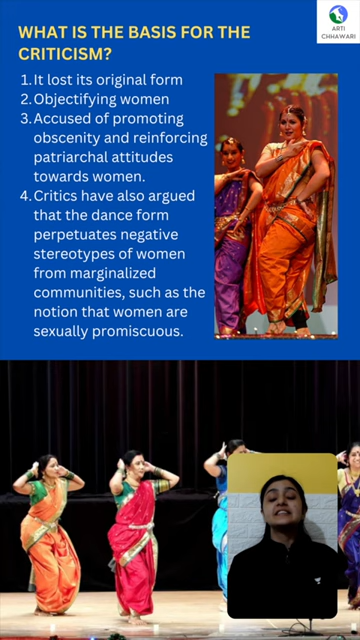 ARTI
CHHAWARI
WHAT IS THE BASIS FOR THE
CRITICISM?
1. It lost its original form
2. Objectifying women
3. Accused of promoting
obscenity and reinforcing
patriarchal attitudes
towards women.
4. Critics have also argued
that the dance form
perpetuates negative
stereotypes of women
from marginalized
communities, such as the
notion that women are
sexually promiscuous.